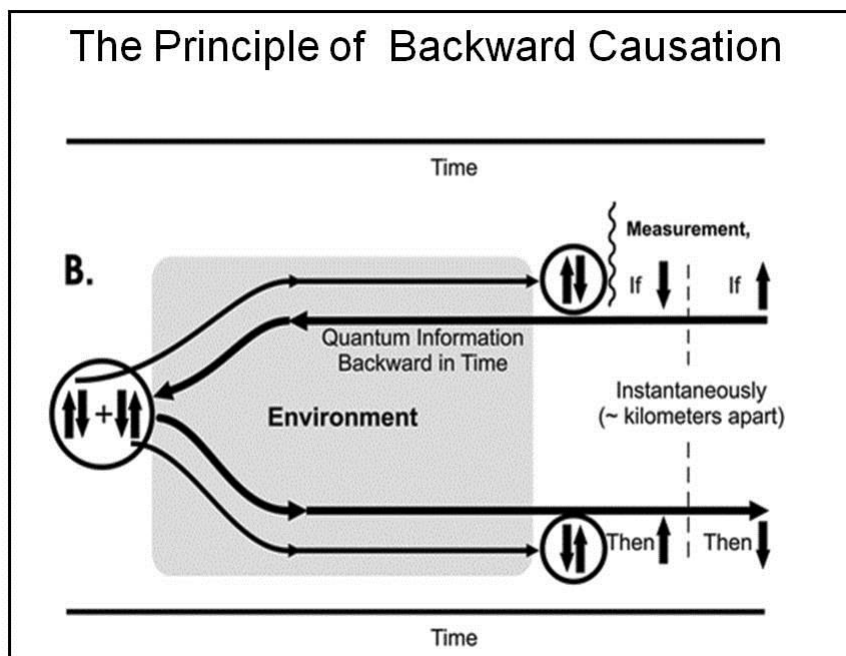 The Principle of Backward Causation
Time
B.
Measurement,
If
If
Quantum Information
Backward in Time
Instantaneously
(~ kilometers apart)
+
Environment
Then
Then
Time